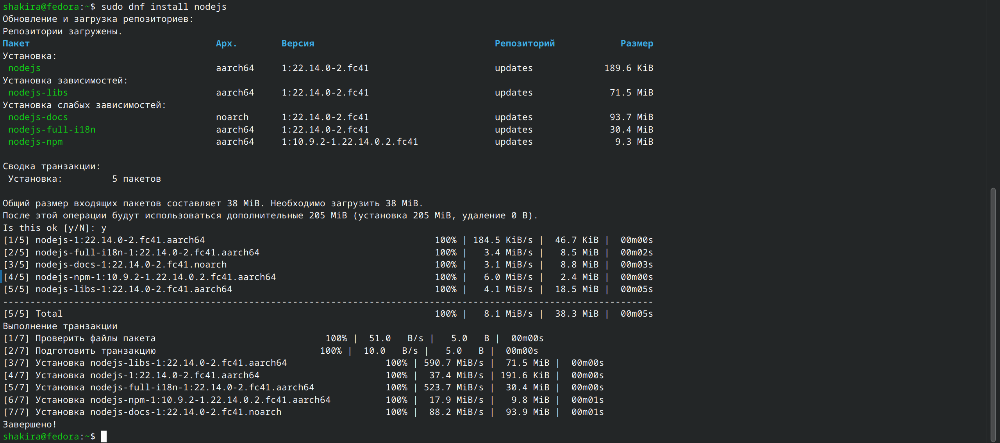 shakira@fedora:~$ sudo dnf install nodejs
Обновление и загрузка репозиториев:
Репозитории загружены.
Пакет Арх. Версия Репозиторий Размер
Установка:
nodejs aarch64 1:22.14.0-2.fc41 updates 189.6 KiB
Установка зависимостей:
nodejs-libs aarch64 1:22.14.0-2.fc41 updates 71.5 MiB
Установка слабых зависимостей:
nodejs-docs noarch 1:22.14.0-2.fc41 updates 93.7 MiB
nodejs-full-i18n aarch64 1:22.14.0-2.fc41 updates 30.4 MiB
nodejs-npm aarch64 1:10.9.2-1.22.14.0.2.fc41 updates 9.3 MiB
Сводка транзакции:
Установка: 5 пакетов
Общий размер входящих пакетов составляет 38 MiB. Необходимо загрузить 38 MiB.
После этой операции будут использоваться дополнительные 205 MiB (установка 205 MiB, удаление 0 B).
Is this ok [y/N]: y
[1/5] nodejs-1:22.14.0-2.fc41.aarch64 100% | 184.5 KiB/s | 46.7 KiB | 00m00s
[2/5] nodejs-full-i18n-1:22.14.0-2.fc41.aarch64 100% | 3.4 MiB/s | 8.5 MiB | 00m02s
[3/5] nodejs-docs-1:22.14.0-2.fc41.noarch 100% | 3.1 MiB/s | 8.8 MiB | 00m03s
[4/5] nodejs-npm-1:10.9.2-1.22.14.0.2.fc41.aarch64 100% | 6.0 MiB/s | 2.4 MiB | 00m00s
[5/5] nodejs-libs-1:22.14.0-2.fc41.aarch64 100% | 4.1 MiB/s | 18.5 MiB | 00m05s
-----------------------------------------------------------------------------------------------------------------------
[5/5] Total 100% | 8.1 MiB/s | 38.3 MiB | 00m05s
Выполнение транзакции
[1/7] Проверить файлы пакета 100% | 51.0 B/s | 5.0 B | 00m00s
[2/7] Подготовить транзакцию 100% | 10.0 B/s | 5.0 B | 00m00s
[3/7] Установка nodejs-libs-1:22.14.0-2.fc41.aarch64 100% | 590.7 MiB/s | 71.5 MiB | 00m00s
[4/7] Установка nodejs-1:22.14.0-2.fc41.aarch64 100% | 37.4 MiB/s | 191.6 KiB | 00m00s
[5/7] Установка nodejs-full-i18n-1:22.14.0-2.fc41.aarch64 100% | 523.7 MiB/s | 30.4 MiB | 00m00s
[6/7] Установка nodejs-npm-1:10.9.2-1.22.14.0.2.fc41.aarch64 100% | 17.9 MiB/s | 9.8 MiB | 00m01s
[7/7] Установка nodejs-docs-1:22.14.0-2.fc41.noarch 100% | 88.2 MiB/s | 93.9 MiB | 00m01s
Завершено!
shakira@fedora:~$